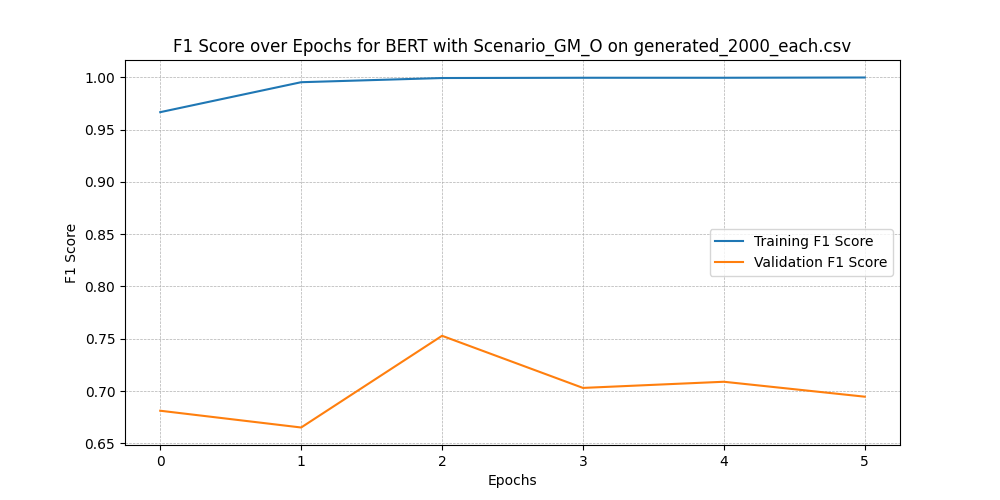 F1 Score over Epochs for BERT with Scenario_GM_O on generated_2000_each.csv
1.00
0.95
0.90
0.85
0.80
0.75
0.70
0.65
F1 Score
Training F1 Score
Validation F1 Score
0 1 2 3 4 5
Epochs